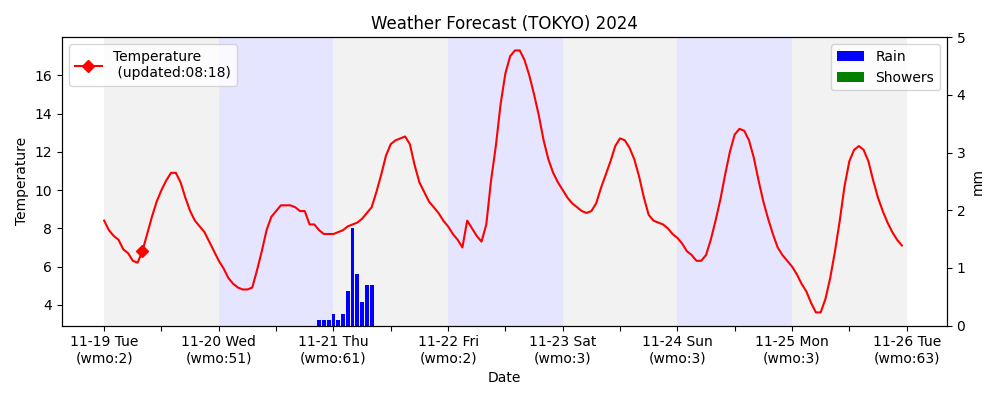 Weather Forecast (TOKYO) 2024
Temperature
(updated:08:18)
Rain
Showers
Temperature
16
14
12
10
8
6
4
5
4
3
2
1
0
mm
11-19 Tue
(wmo:2)
11-20 Wed
(wmo:51)
11-21 Thu
(wmo:61)
11-22 Fri
(wmo:2)
11-23 Sat
(wmo:3)
11-24 Sun
(wmo:3)
11-25 Mon
(wmo:3)
11-26 Tue
(wmo:63)
Date